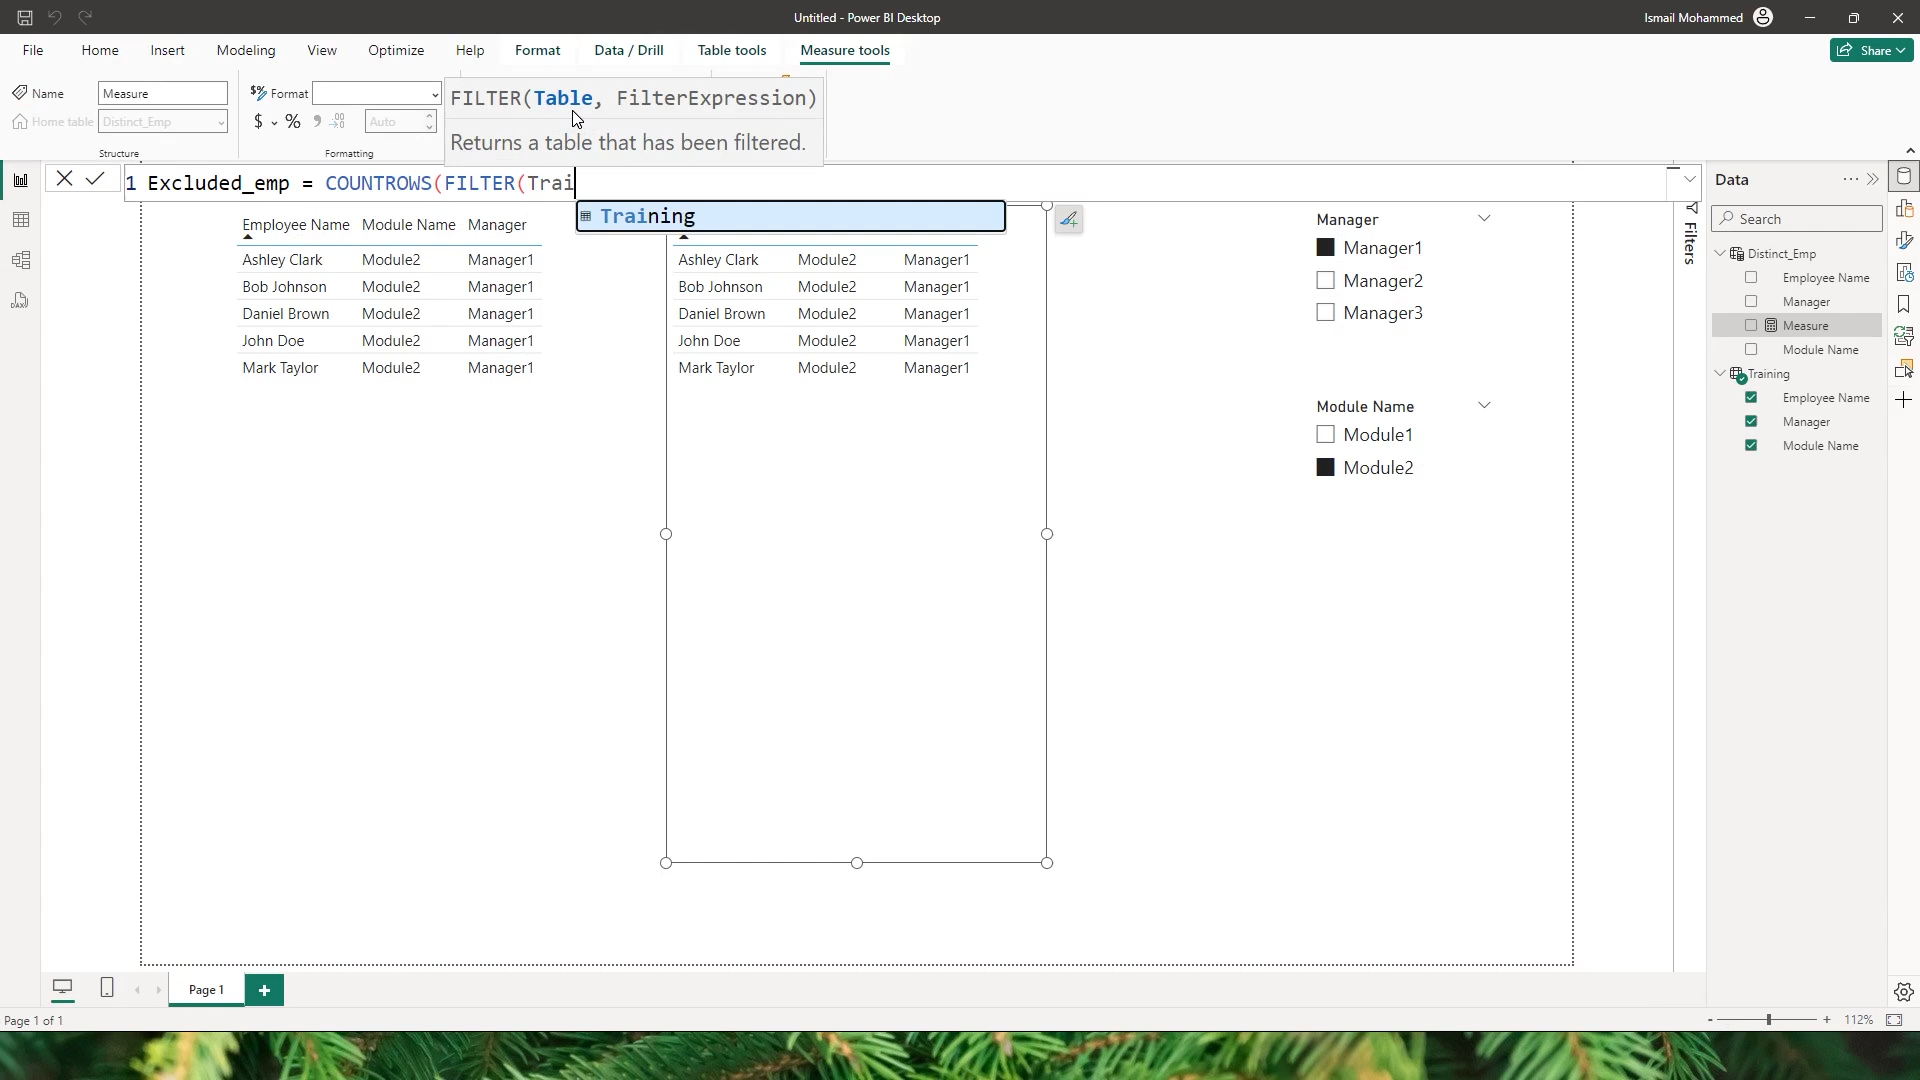 Untitled - Power BI Desktop
Ismail Mohammed
File Home Insert Modeling View Optimize Help Format Data / Drill Table tools Measure tools
Share
Name Measure
Home table Distinct_Emp
Structure
Format
$ % Auto
Formatting
FILTER(Table, FilterExpression)
Returns a table that has been filtered.
1 Excluded_emp = COUNTROWS(FILTER(Trai
Training
Employee Name Module Name Manager
Ashley Clark Module2 Manager1
Bob Johnson Module2 Manager1
Daniel Brown Module2 Manager1
John Doe Module2 Manager1
Mark Taylor Module2 Manager1
Ashley Clark Module2 Manager1
Bob Johnson Module2 Manager1
Daniel Brown Module2 Manager1
John Doe Module2 Manager1
Mark Taylor Module2 Manager1
Manager
Manager1
Manager2
Manager3
Module Name
Module1
Module2
Filters
Data
Search
Distinct_Emp
Employee Name
Manager
Measure
Module Name
Training
Employee Name
Manager
Module Name
Page 1
Page 1 of 1
- + 112%